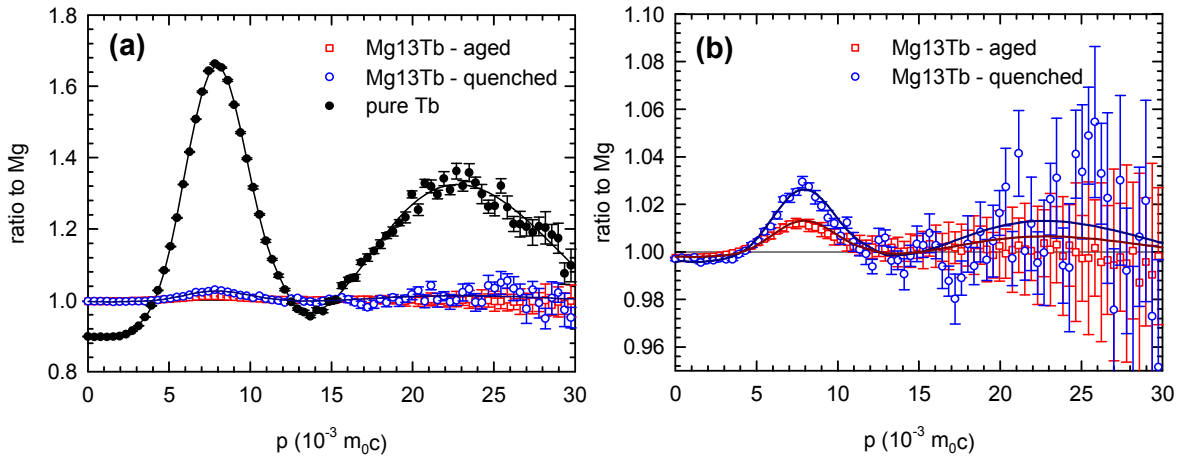 (a)
Mg13Tb - aged
Mg13Tb - quenched
pure Tb
ratio to Mg
1.8
1.6
1.4
1.2
1.0
0.8
0 5 10 15 20 25 30
p (10⁻³ m₀c)
(b)
Mg13Tb - aged
Mg13Tb - quenched
ratio to Mg
1.10
1.08
1.06
1.04
1.02
1.00
0.98
0.96
0 5 10 15 20 25 30
p (10⁻³ m₀c)